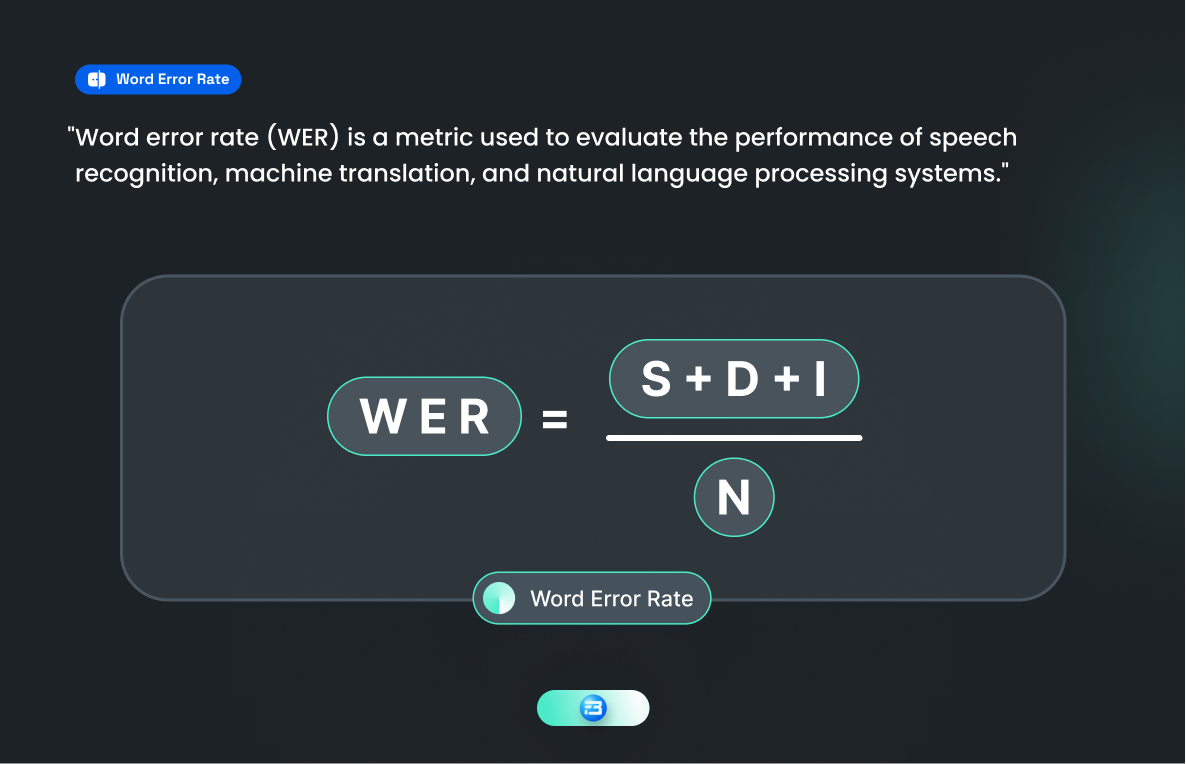 Word Error Rate
"Word error rate (WER) is a metric used to evaluate the performance of speech
recognition, machine translation, and natural language processing systems."
WER = S+D+I
N
Word Error Rate